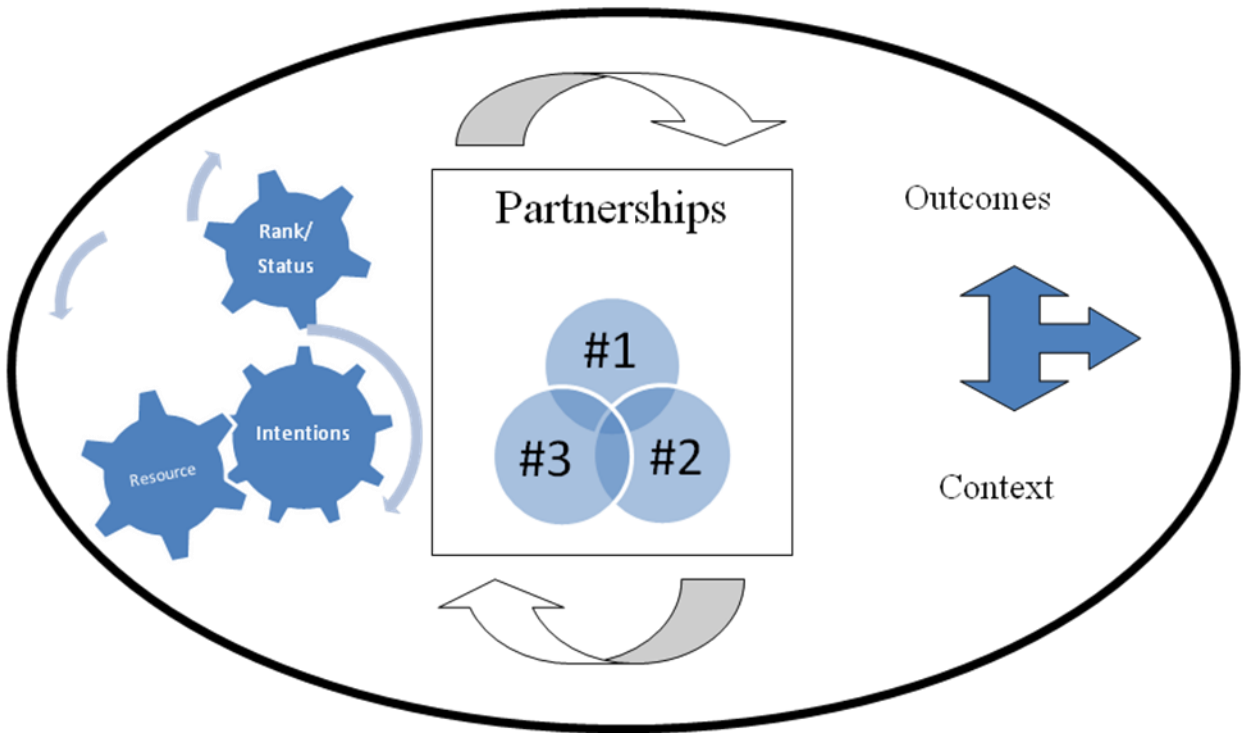 Rank/
Status
Intentions
Resource
Partnerships
#1
#3
#2
Outcomes
Context